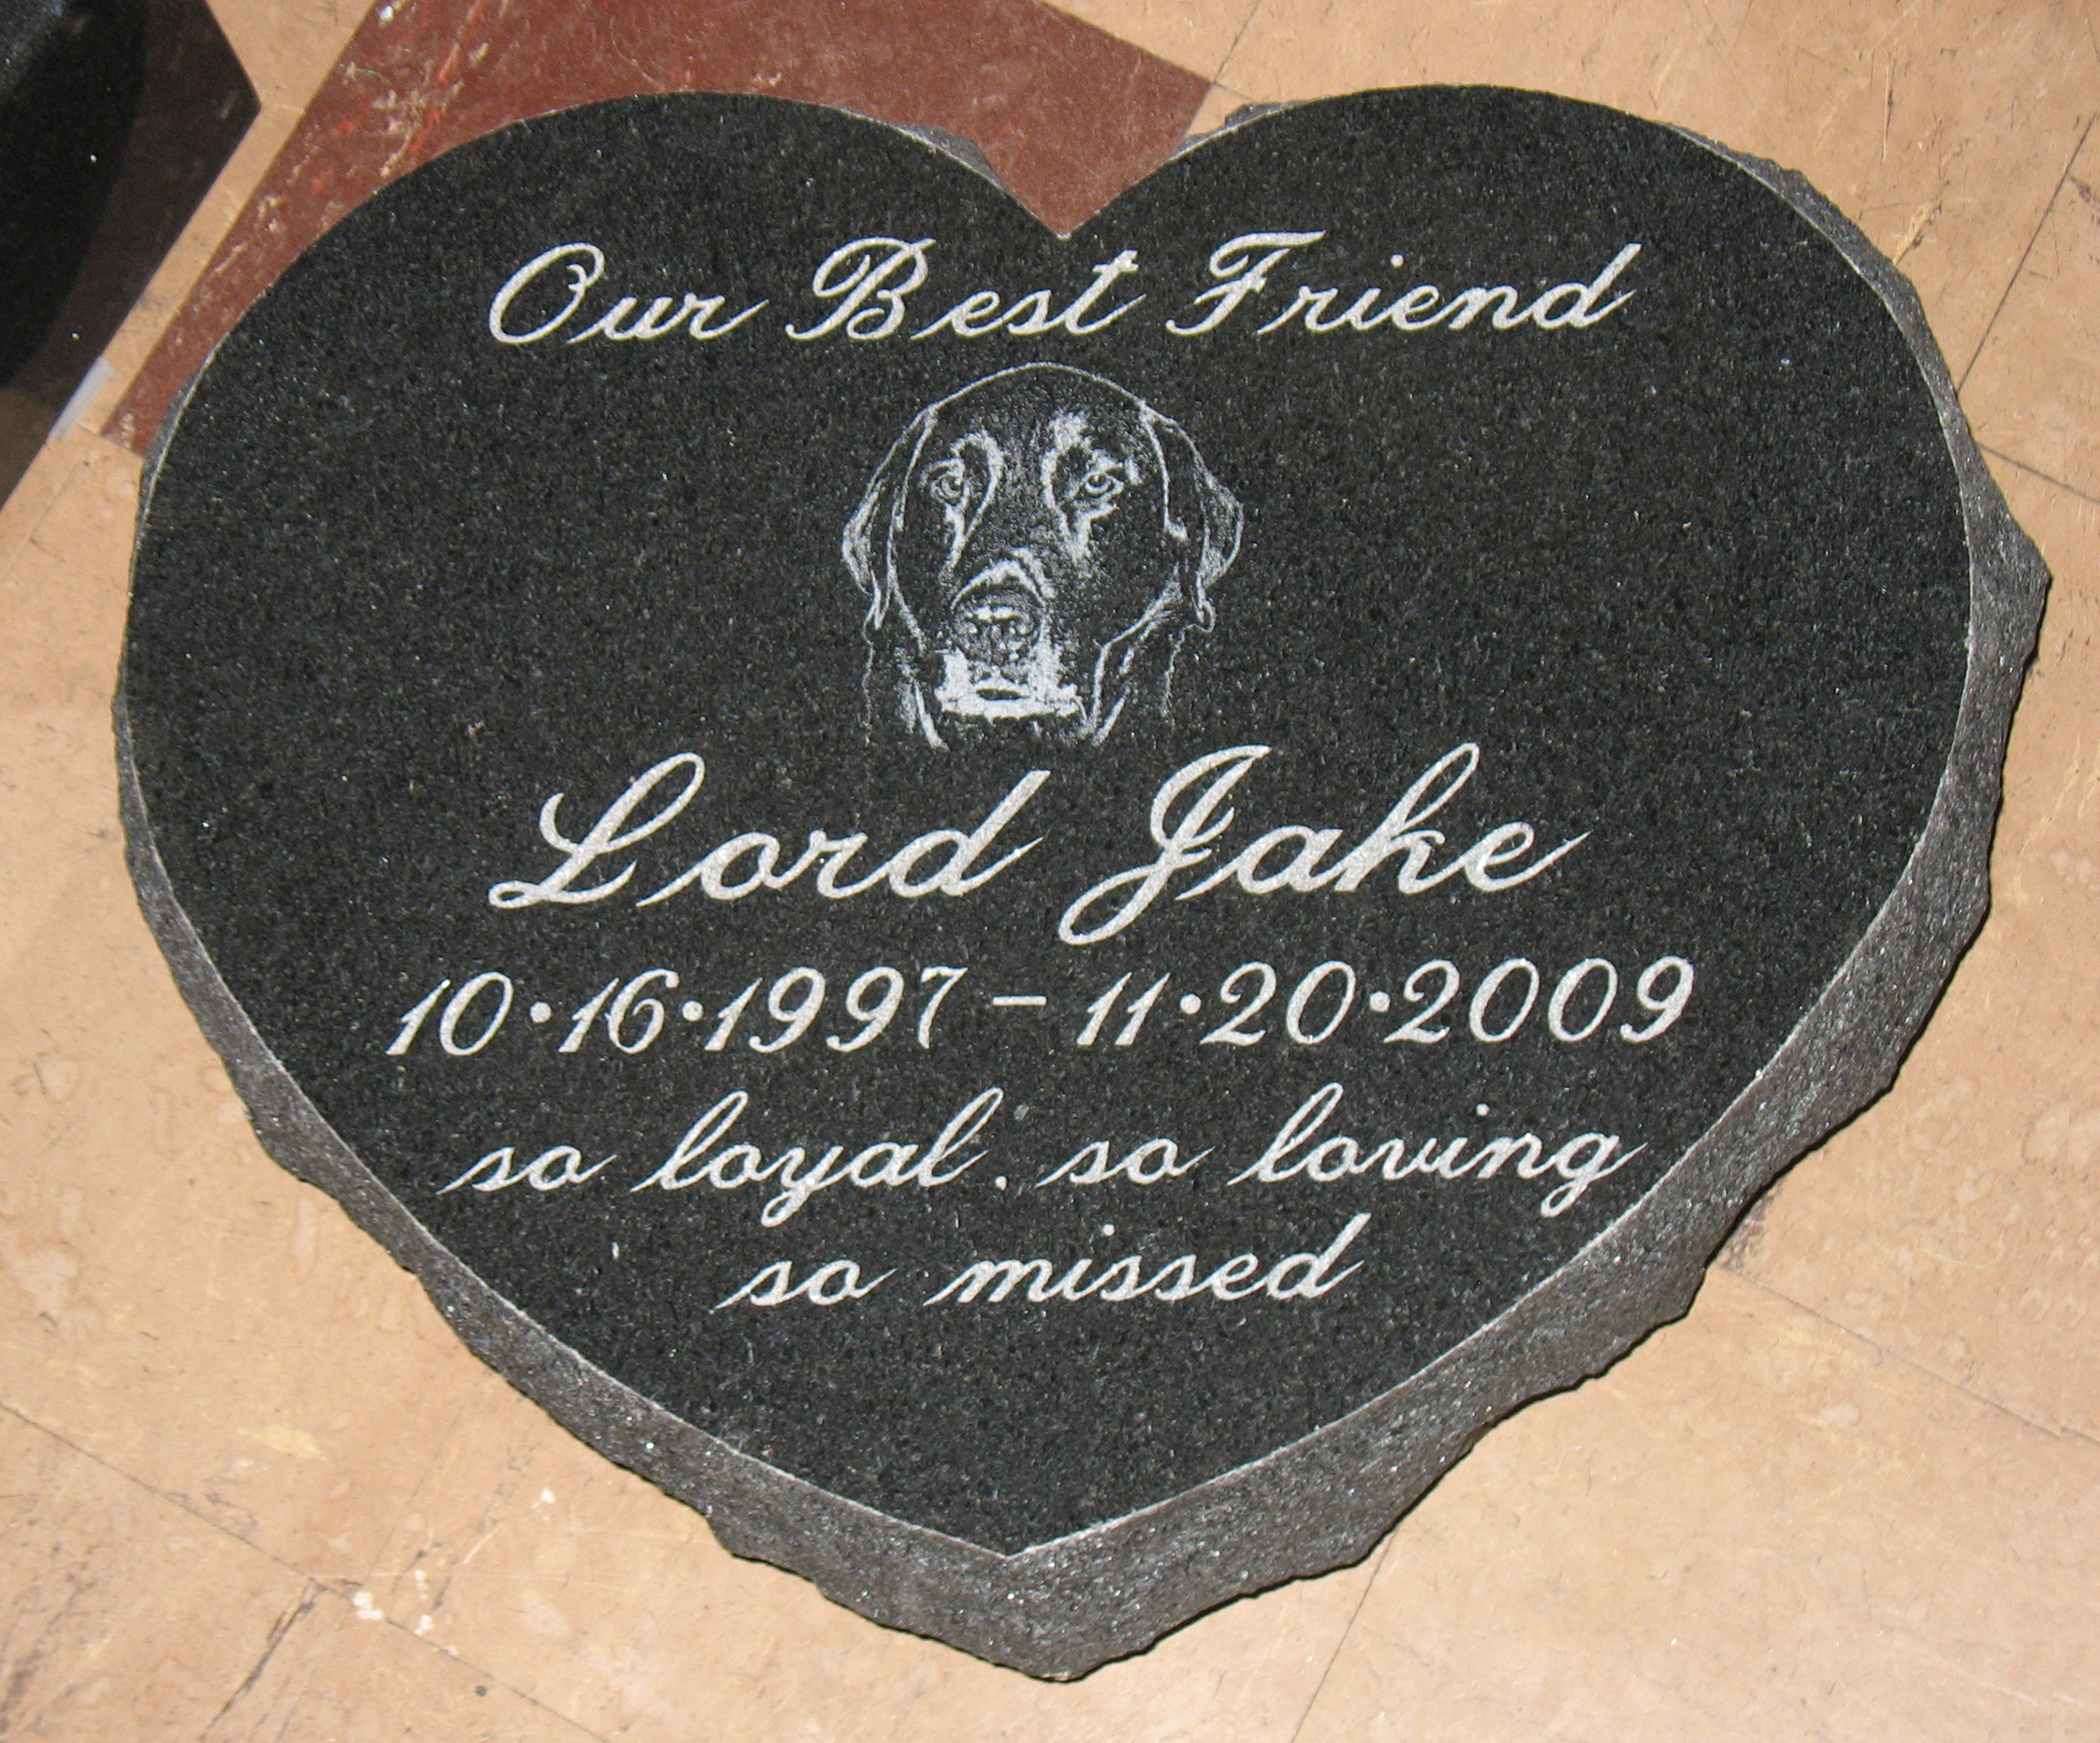 Our Best Friend
Lord Jake
10•16•1997 – 11•20•2009
so loyal. so loving
so missed